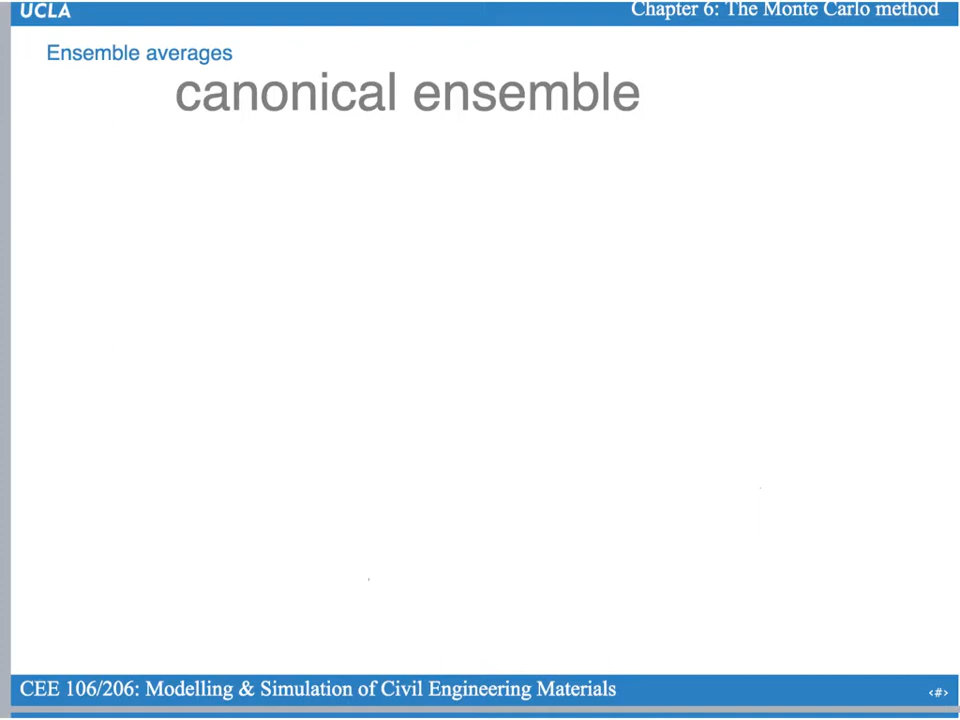 UCLA
Chapter 6: The Monte Carlo method
Ensemble averages
canonical ensemble
CEE 106/206: Modelling & Simulation of Civil Engineering Materials
‹#›